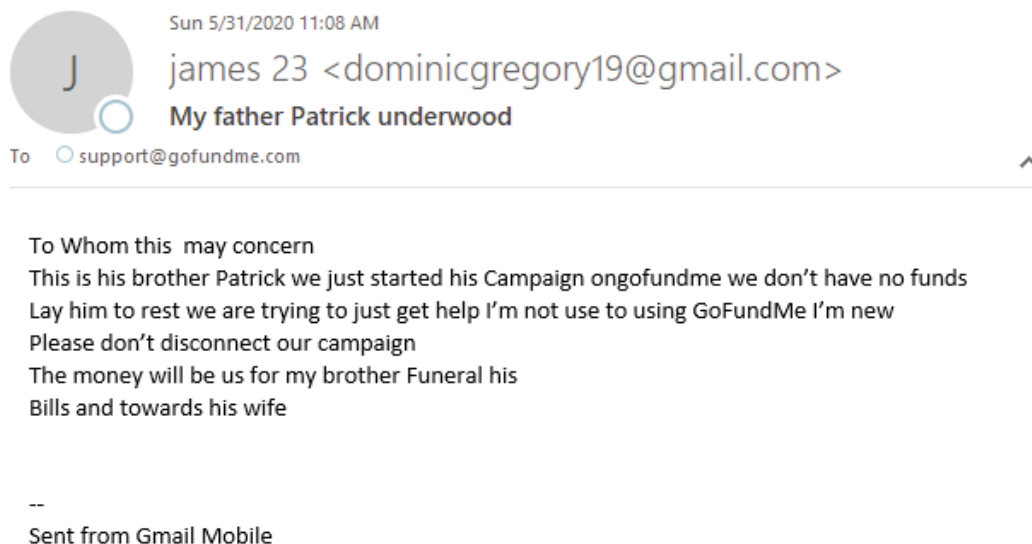 Sun 5/31/2020 11:08 AM
J
james 23 <dominicgregory19@gmail.com>
My father Patrick underwood
To support@gofundme.com
To Whom this may concern
This is his brother Patrick we just started his Campaign ongofundme we don’t have no funds
Lay him to rest we are trying to just get help I’m not use to using GoFundMe I’m new
Please don’t disconnect our campaign
The money will be us for my brother Funeral his
Bills and towards his wife
--
Sent from Gmail Mobile